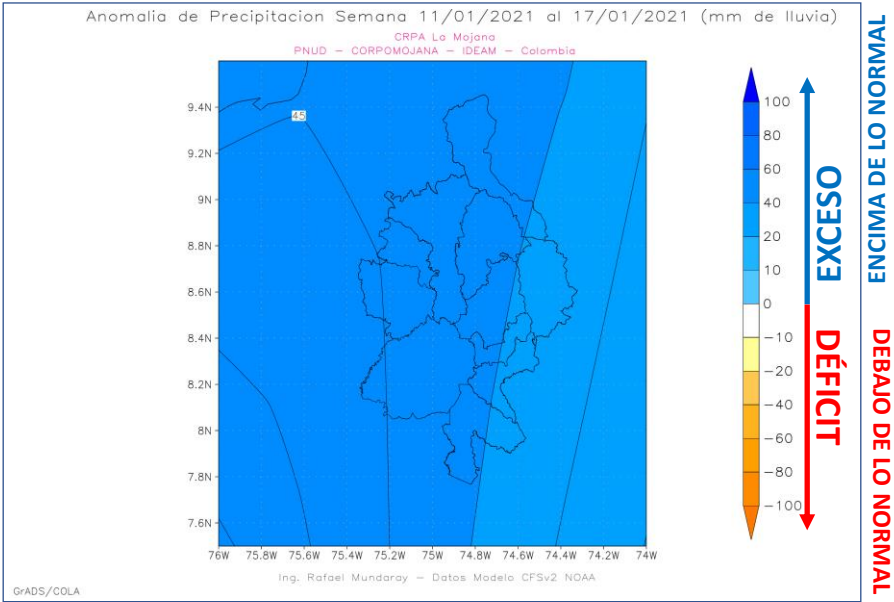 Anomalia de Precipitacion Semana 11/01/2021 al 17/01/2021 (mm de lluvia)
CRPA La Mojana
PNUD – CORPOMOJANA – IDEAM – Colombia
45
9.4N
9.2N
9N
8.8N
8.6N
8.4N
8.2N
8N
7.8N
7.6N
76W 75.8W 75.6W 75.4W 75.2W 75W 74.8W 74.6W 74.4W 74.2W 74W
100
80
60
40
20
10
0
−10
−20
−40
−60
−80
−100
EXCESO
DÉFICIT
ENCIMA DE LO NORMAL
DEBAJO DE LO NORMAL
Ing. Rafael Mundaray – Datos Modelo CFSv2 NOAA
GrADS/COLA